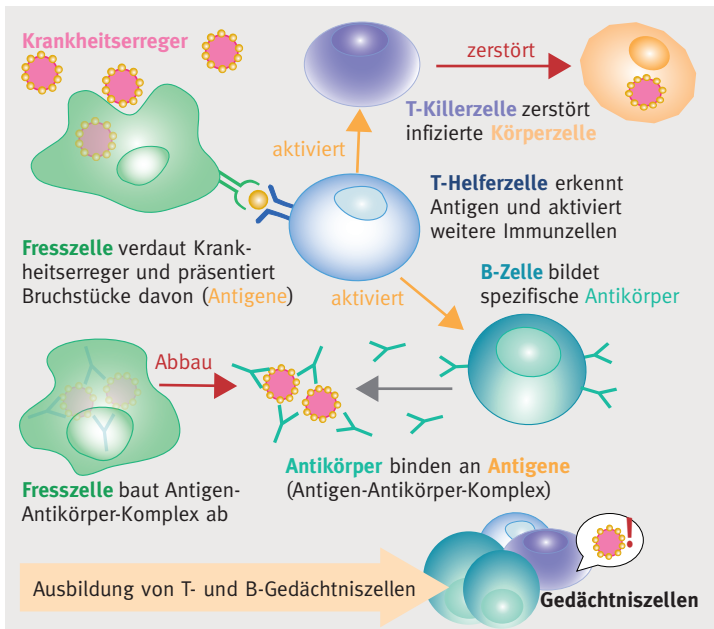 Krankheitserreger
zerstört
T-Killerzelle zerstört
infizierte Körperzelle
aktiviert
T-Helferzelle erkennt
Antigen und aktiviert
weitere Immunzellen
Fresszelle verdaut Krank-
heitserreger und präsentiert
Bruchstücke davon (Antigene)
aktiviert
B-Zelle bildet
spezifische Antikörper
Abbau
Antikörper binden an Antigene
(Antigen-Antikörper-Komplex)
Fresszelle baut Antigen-
Antikörper-Komplex ab
!
Ausbildung von T- und B-Gedächtniszellen
Gedächtniszellen